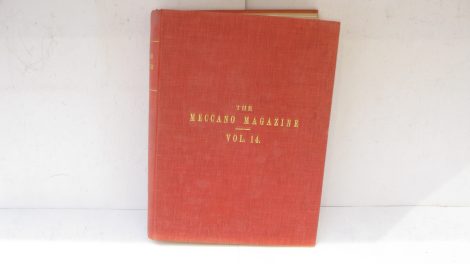 THE
MECCANO MAGAZINE
VOL. 14.